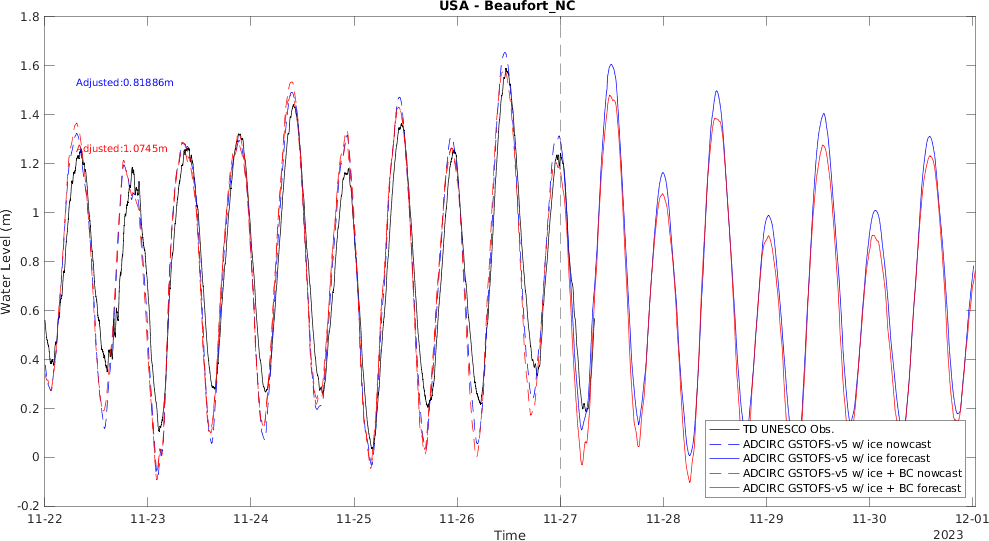 USA - Beaufort_NC
Water Level (m)
1.8
1.6
1.4
1.2
1
0.8
0.6
0.4
0.2
0
-0.2
Adjusted:0.81886m
Adjusted:1.0745m
TD UNESCO Obs.
ADCIRC GSTOFS-v5 w/ ice nowcast
ADCIRC GSTOFS-v5 w/ ice forecast
ADCIRC GSTOFS-v5 w/ ice + BC nowcast
ADCIRC GSTOFS-v5 w/ ice + BC forecast
11-22 11-23 11-24 11-25 11-26 11-27 11-28 11-29 11-30 12-01
Time
2023